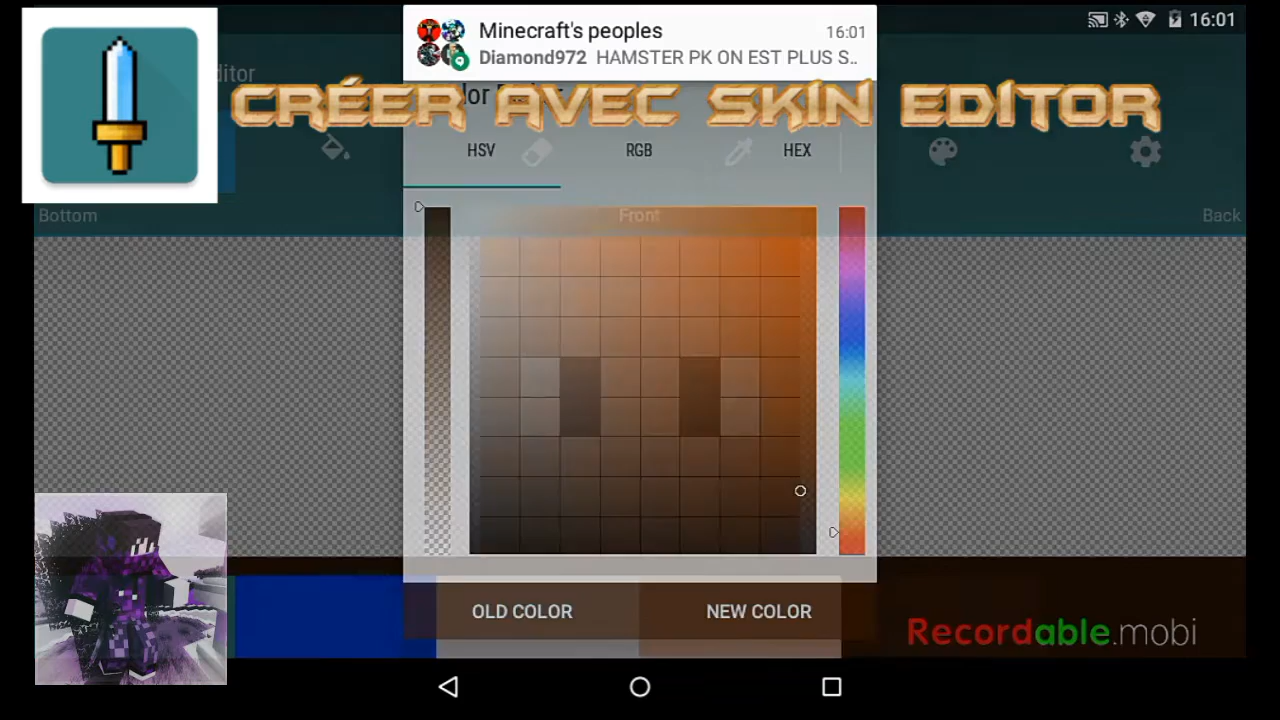 Minecraft's peoples 16:01
16:01
Diamond972 HAMSTER PK ON EST PLUS S..
CRÉER AVEC SKIN EDITOR
HSV RGB HEX
Bottom Front Back
OLD COLOR NEW COLOR
Recordable.mobi